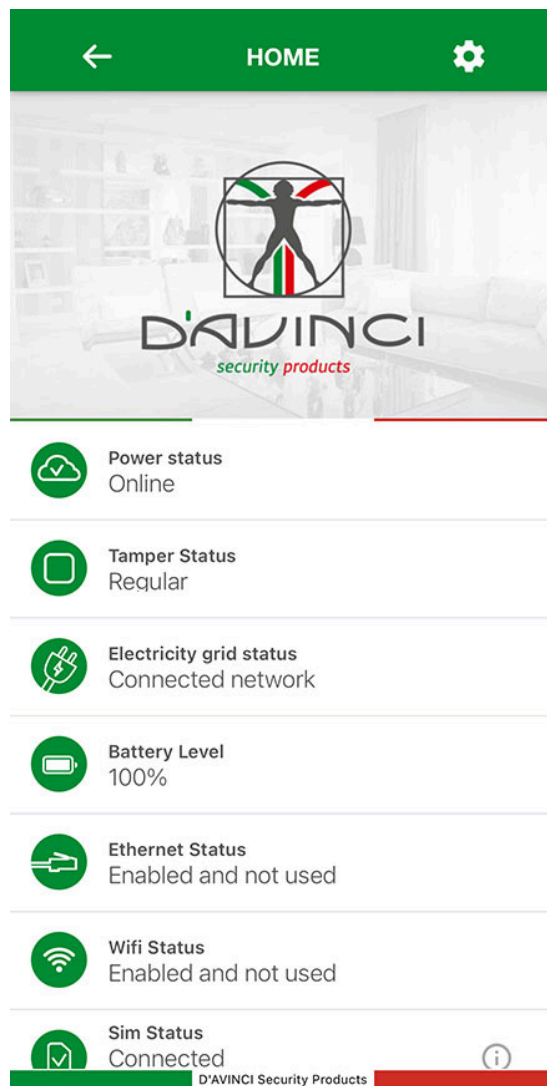 HOME
D'AVINCI
security products
Power status
Online
Tamper Status
Regular
Electricity grid status
Connected network
Battery Level
100%
Ethernet Status
Enabled and not used
Wifi Status
Enabled and not used
Sim Status
Connected
D'AVINCI Security Products